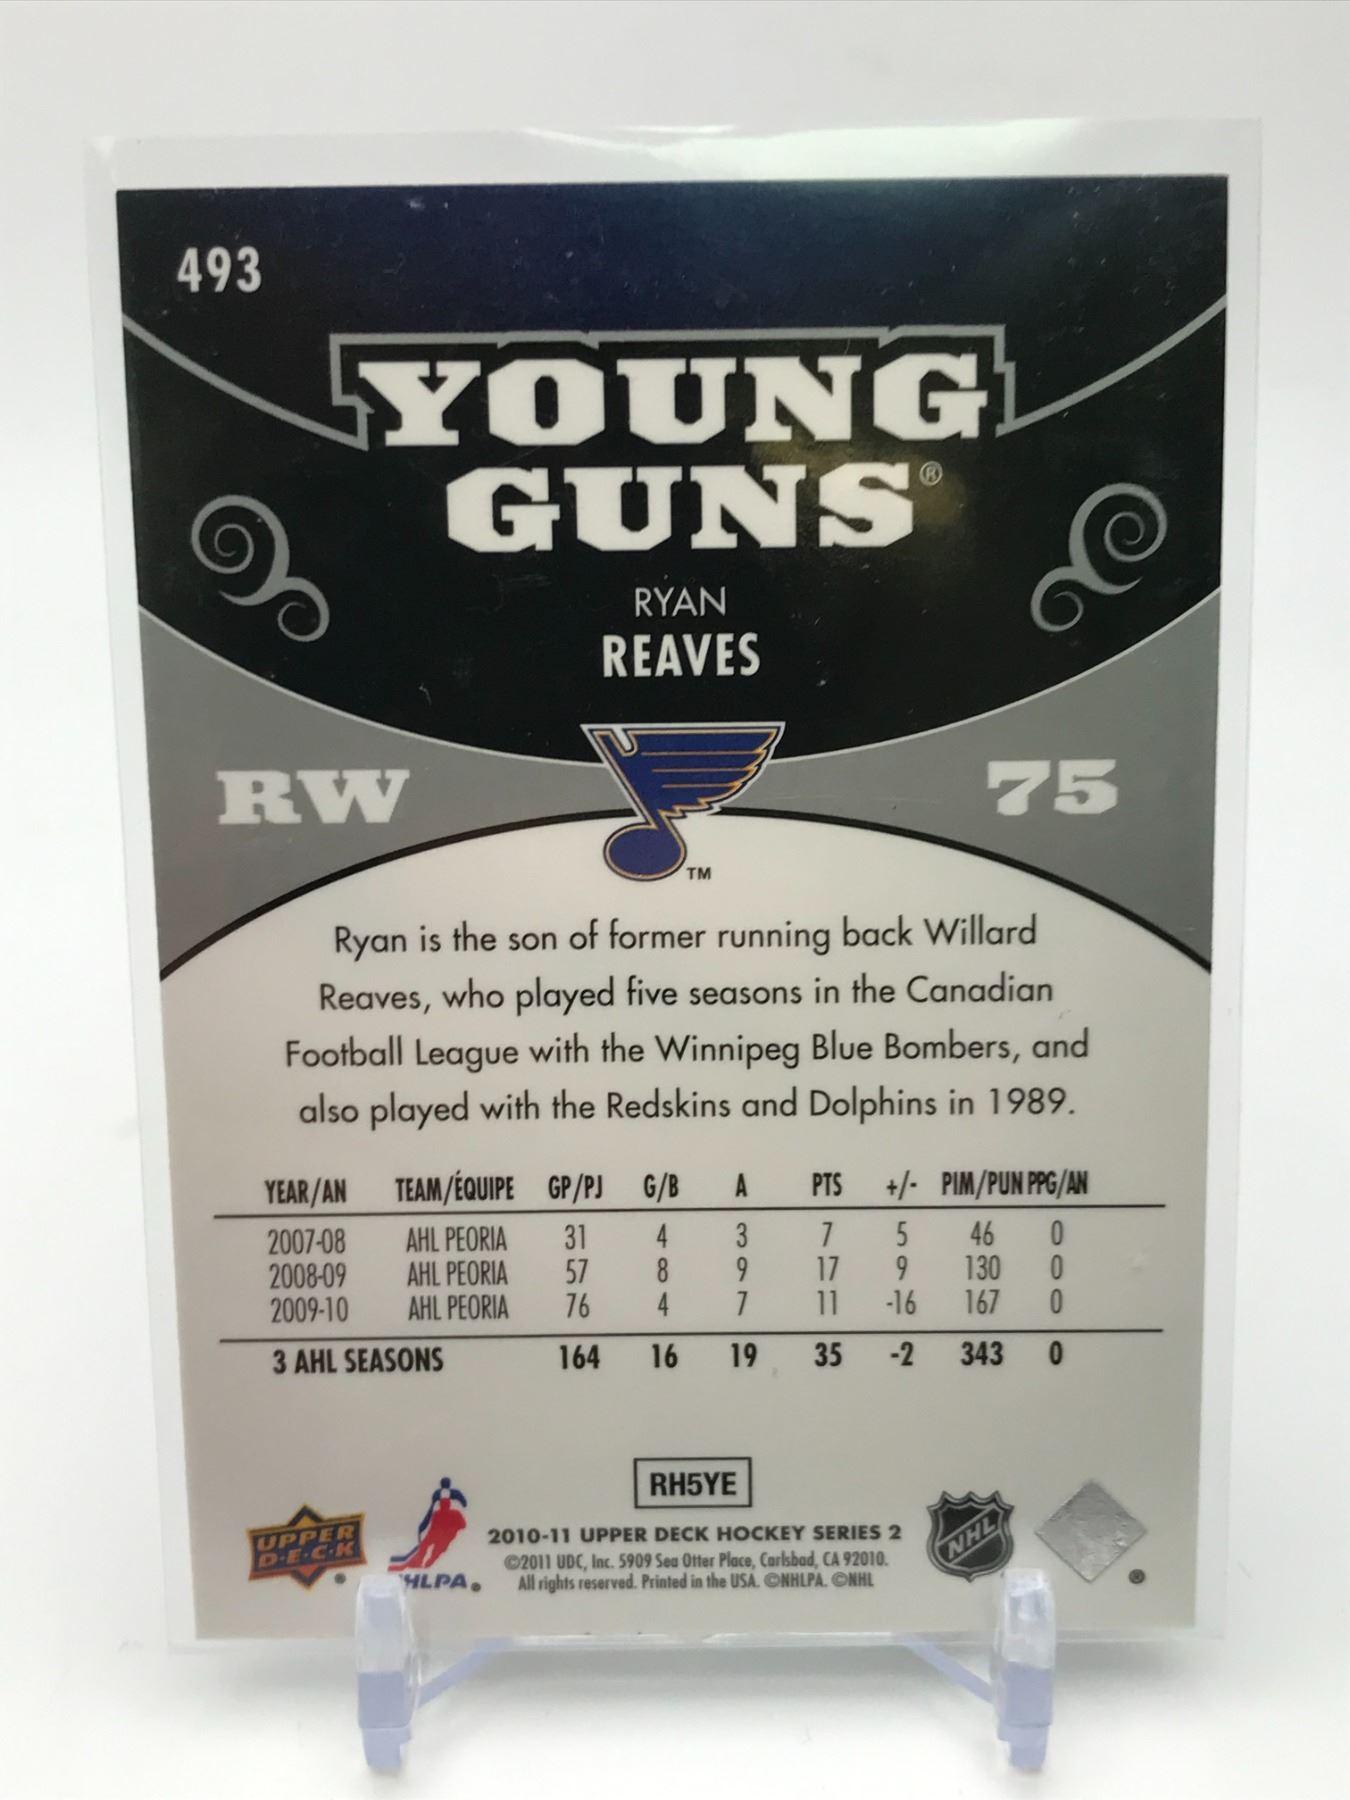 493
YOUNG
GUNS®
RYAN
REAVES
RW
75
TM
Ryan is the son of former running back Willard
Reaves, who played five seasons in the Canadian
Football League with the Winnipeg Blue Bombers, and
also played with the Redskins and Dolphins in 1989.
YEAR/AN TEAM/ÉQUIPE GP/PJ G/B A PTS +/- PIM/PUN PPG/AN
2007-08 AHL PEORIA 31 4 3 7 5 46 0
2008-09 AHL PEORIA 57 8 9 17 9 130 0
2009-10 AHL PEORIA 76 4 7 11 -16 167 0
3 AHL SEASONS 164 16 19 35 -2 343 0
RH5YE
UPPER
D•E•C•K
®
HLPA®
2010-11 UPPER DECK HOCKEY SERIES 2
©2011 UDC, Inc. 5909 Sea Otter Place, Carlsbad, CA 92010.
All rights reserved. Printed in the USA. ©NHLPA. ©NHL
NHL
®